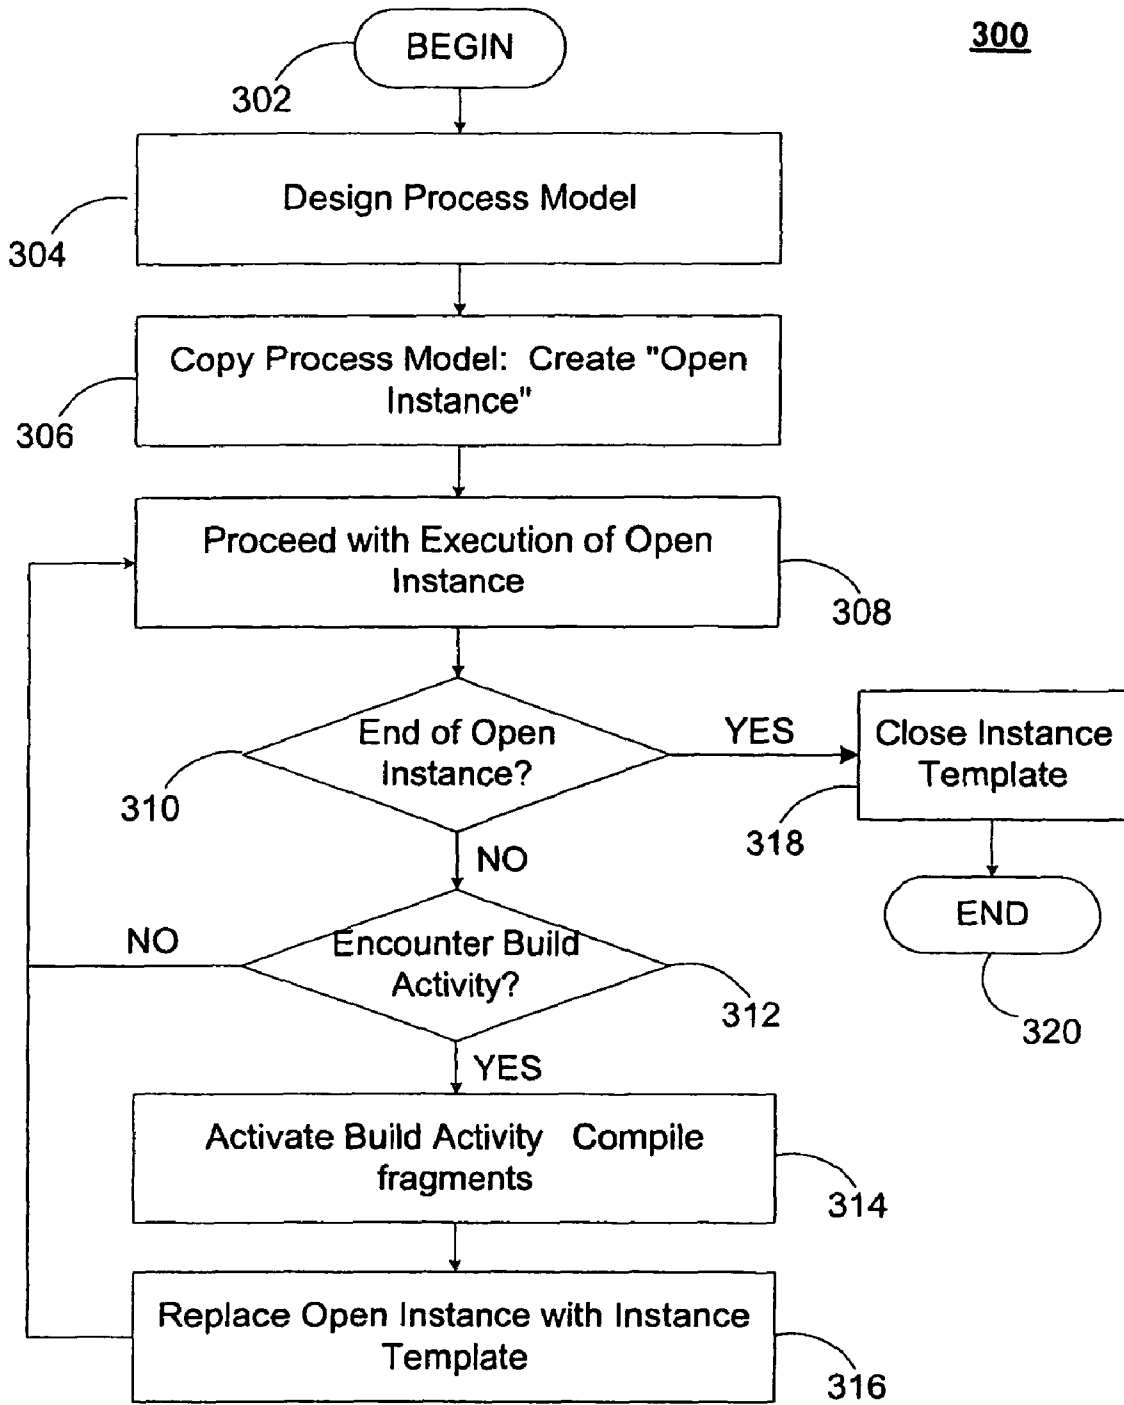 300
BEGIN
302
Design Process Model
304
Copy Process Model: Create "Open
Instance"
306
Proceed with Execution of Open
Instance
308
End of Open
Instance?
310
YES
Close Instance
Template
318
NO
END
320
Encounter Build
Activity?
312
NO
YES
Activate Build Activity Compile
fragments
314
Replace Open Instance with Instance
Template
316